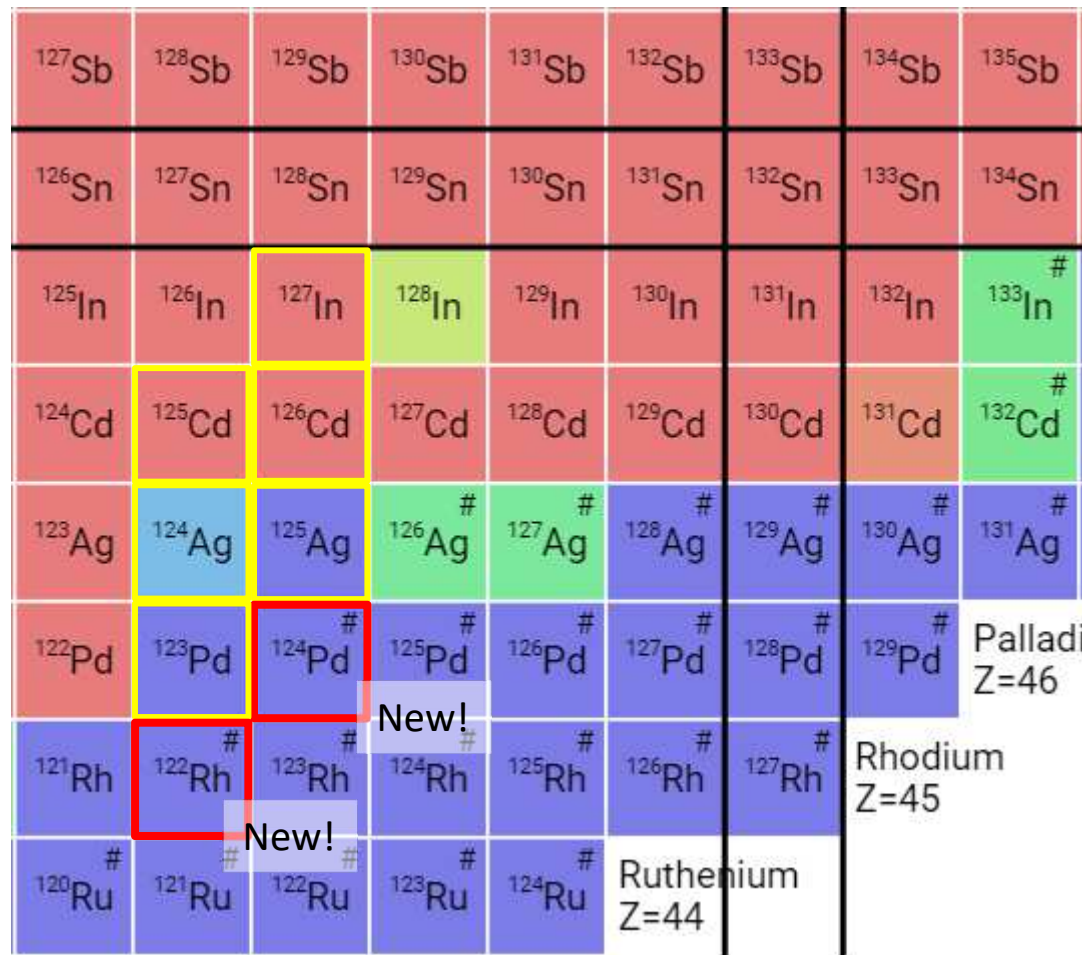 127Sb 128Sb 129Sb 130Sb 131Sb 132Sb 133Sb 134Sb 135Sb
126Sn 127Sn 128Sn 129Sn 130Sn 131Sn 132Sn 133Sn 134Sn
#
125In 126In 127In 128In 129In 130In 131In 132In 133In
#
124Cd 125Cd 126Cd 127Cd 128Cd 129Cd 130Cd 131Cd 132Cd
# # # # # #
123Ag 124Ag 125Ag 126Ag 127Ag 128Ag 129Ag 130Ag 131Ag
# # # # # #
122Pd 123Pd 124Pd 125Pd 126Pd 127Pd 128Pd 129Pd Palladi
Z=46
New!
# # # # # #
121Rh 122Rh 123Rh 124Rh 125Rh 126Rh 127Rh Rhodium
Z=45
New!
# # # # #
120Ru 121Ru 122Ru 123Ru 124Ru Ruthenium
Z=44